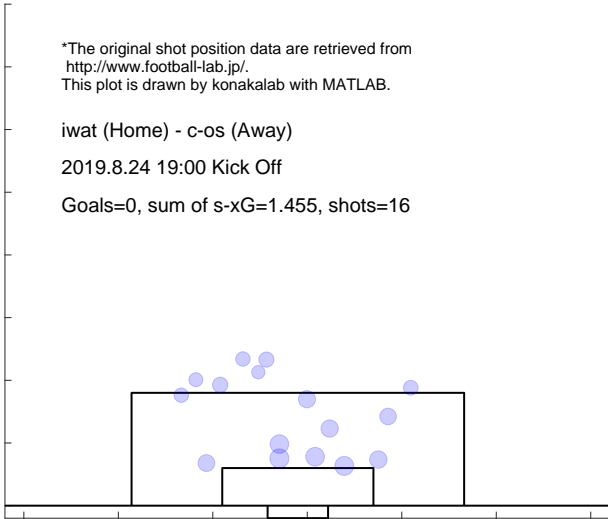 *The original shot position data are retrieved from
http://www.football-lab.jp/.
This plot is drawn by konakalab with MATLAB.
iwat (Home) - c-os (Away)
2019.8.24 19:00 Kick Off
Goals=0, sum of s-xG=1.455, shots=16